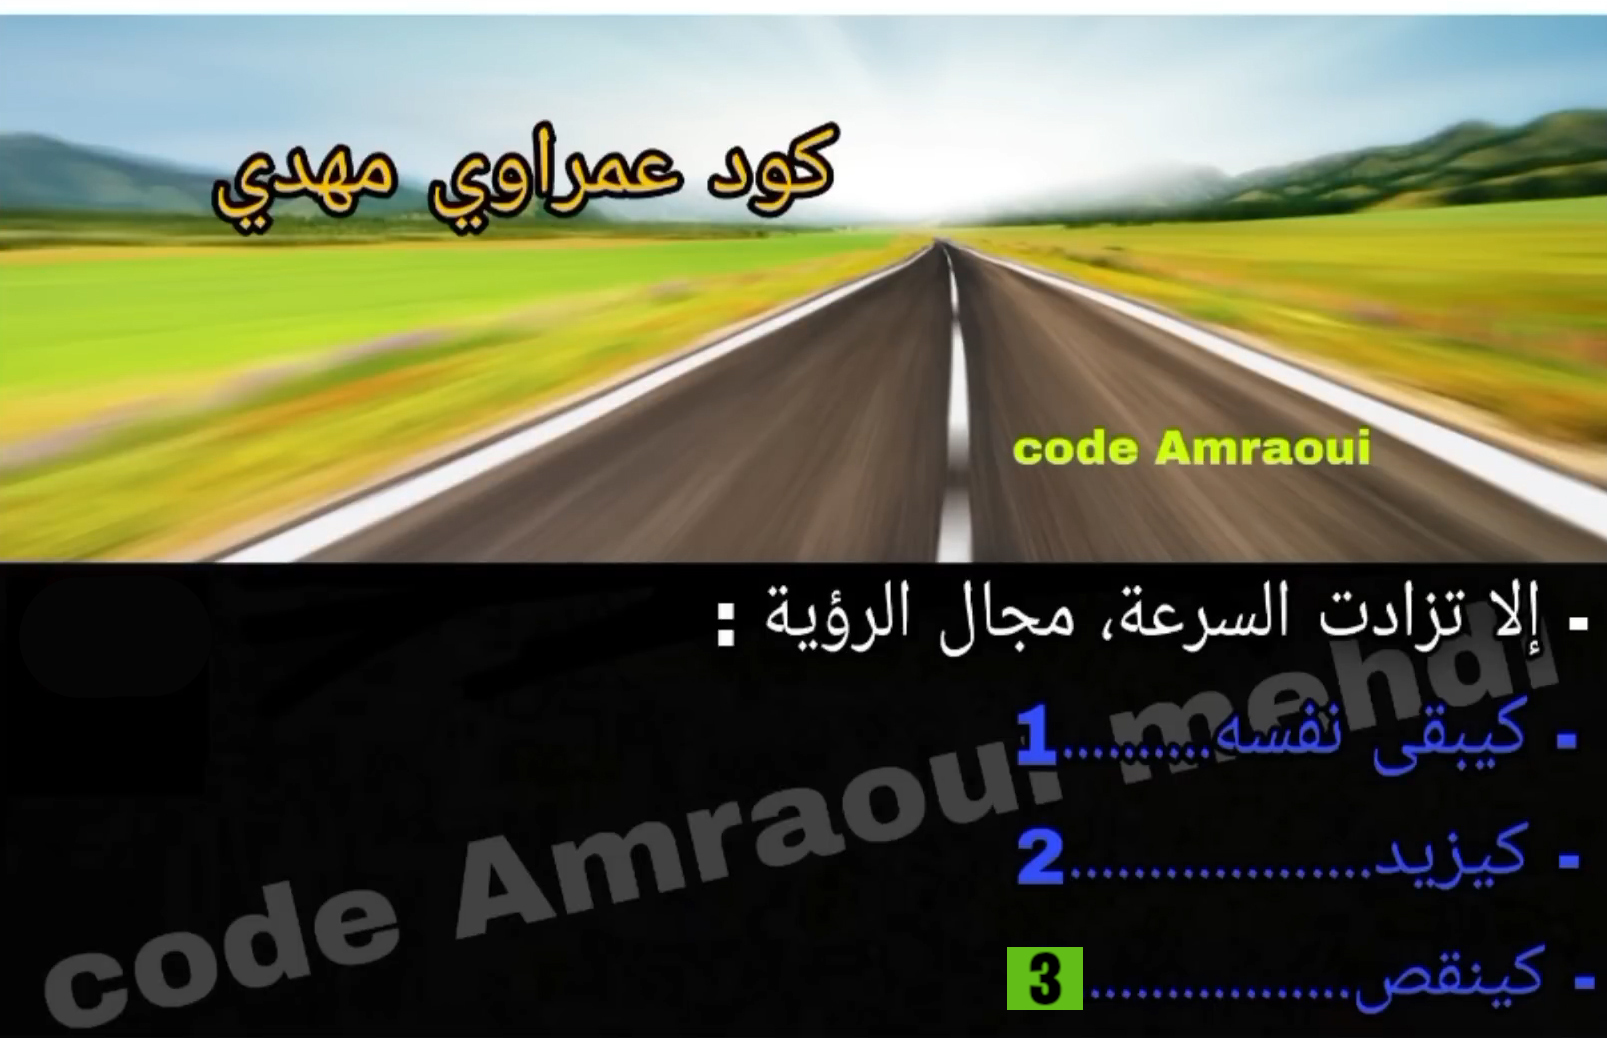 كود عمراوي مهدي
code Amraoui
- إلا تزادت السرعة، مجال الرؤية :
- كيبقى نفسه..........1
- كيزيد...................2
- كينقص.................3
code Amraoui mehdi